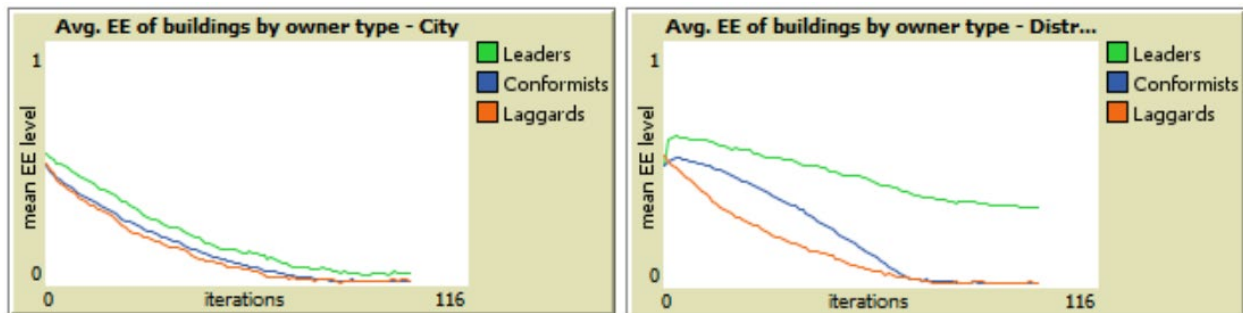 Avg. EE of buildings by owner type - City
1
mean EE level
0
0
iterations
116
Leaders
Conformists
Laggards
Avg. EE of buildings by owner type - Distr...
1
mean EE level
0
0
iterations
116
Leaders
Conformists
Laggards